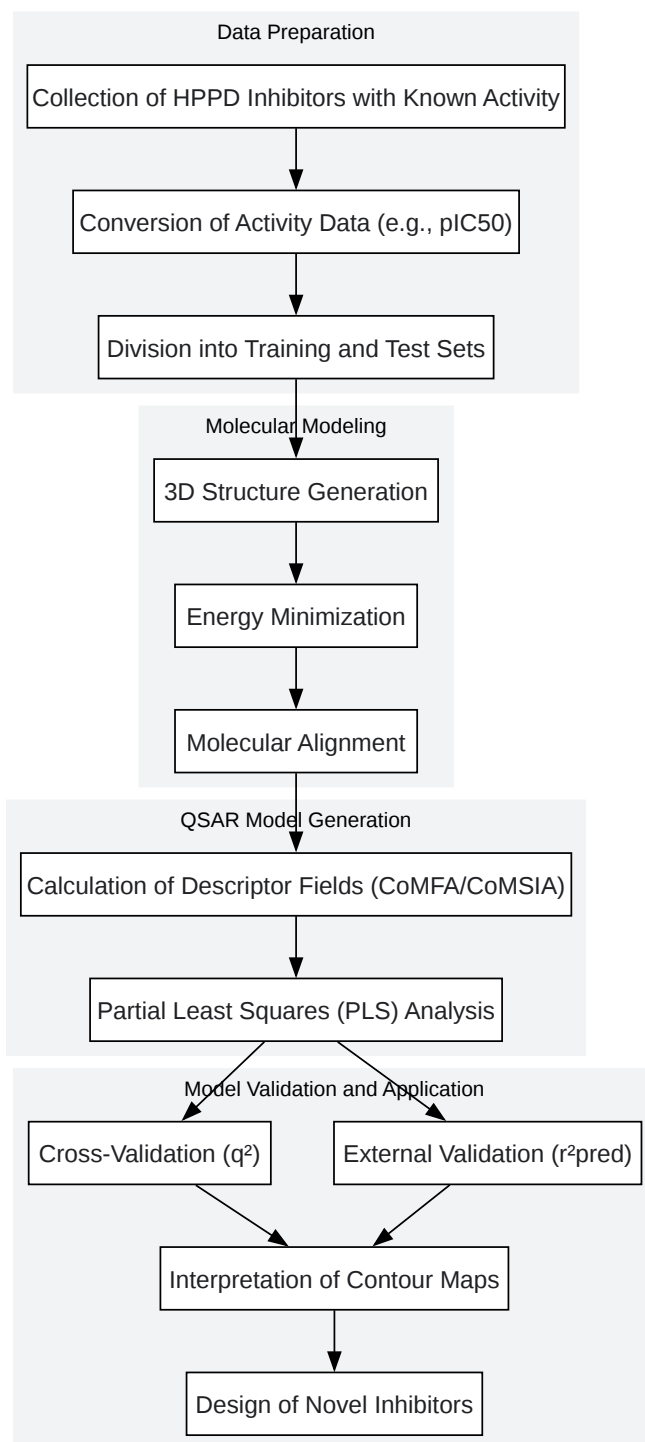 Data Preparation
Collection of HPPD Inhibitors with Known Activity
Conversion of Activity Data (e.g., pIC50)
Division into Training and Test Sets
Molecular Modeling
3D Structure Generation
Energy Minimization
Molecular Alignment
QSAR Model Generation
Calculation of Descriptor Fields (CoMFA/CoMSIA)
Partial Least Squares (PLS) Analysis
Model Validation and Application
Cross-Validation (q²)
External Validation (r²pred)
Interpretation of Contour Maps
Design of Novel Inhibitors